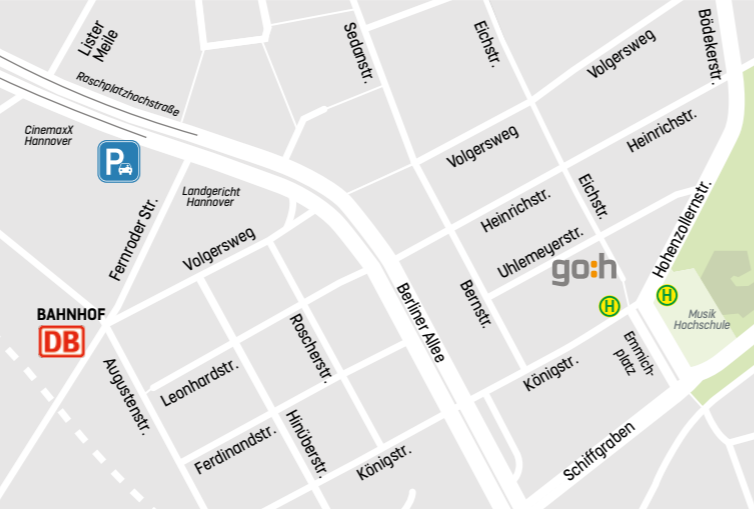 Lister
Meile
Sedanstr.
Eichstr.
Volgersweg
Bödekerstr.
Raschplatzhochstraße
CinemaxX
Hannover
P
Volgersweg
Heinrichstr.
Landgericht
Hannover
Fernroder Str.
Volgersweg
Heinrichstr.
Eichstr.
Uhlemeyerstr.
Hohenzollernstr.
go:h
H
H
Musik
Hochschule
BAHNHOF
DB
Berliner Allee
Bernstr.
Roscherstr.
Emmich-
platz
Augustenstr.
Leonhardstr.
Königstr.
Ferdinandstr.
Hinüberstr.
Königstr.
Schiffgraben